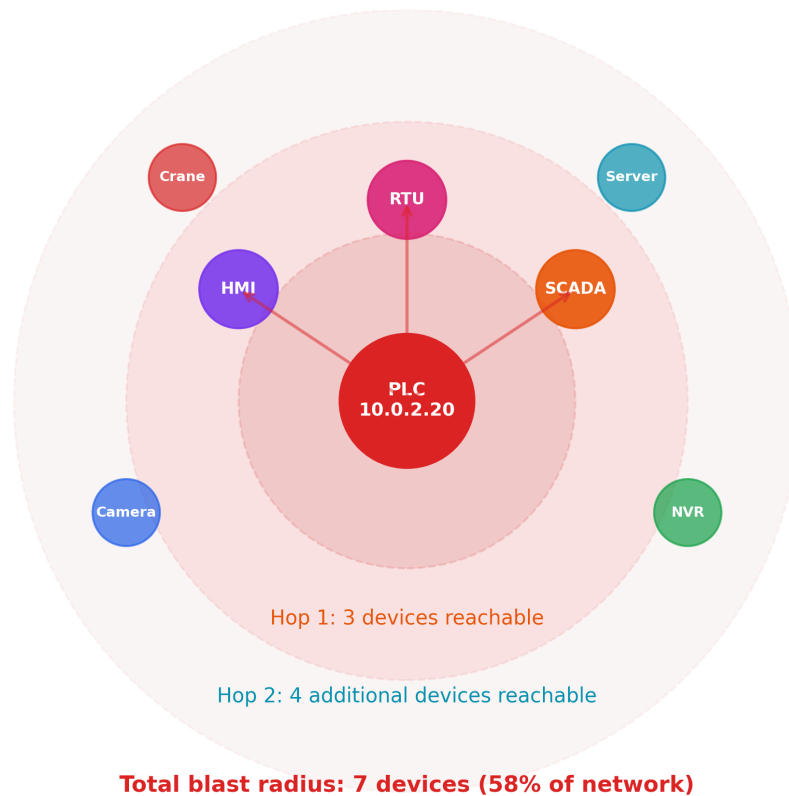 Crane
Server
RTU
HMI
SCADA
PLC
10.0.2.20
Camera
NVR
Hop 1: 3 devices reachable
Hop 2: 4 additional devices reachable
Total blast radius: 7 devices (58% of network)